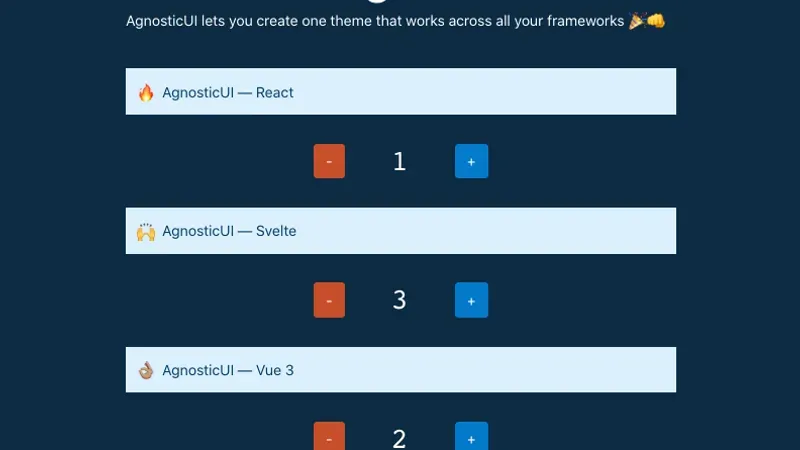 AgnosticUI lets you create one theme that works across all your frameworks 🎉👊
🔥 AgnosticUI — React
- 1 +
🙌 AgnosticUI — Svelte
- 3 +
👌🏽 AgnosticUI — Vue 3
- 2 +